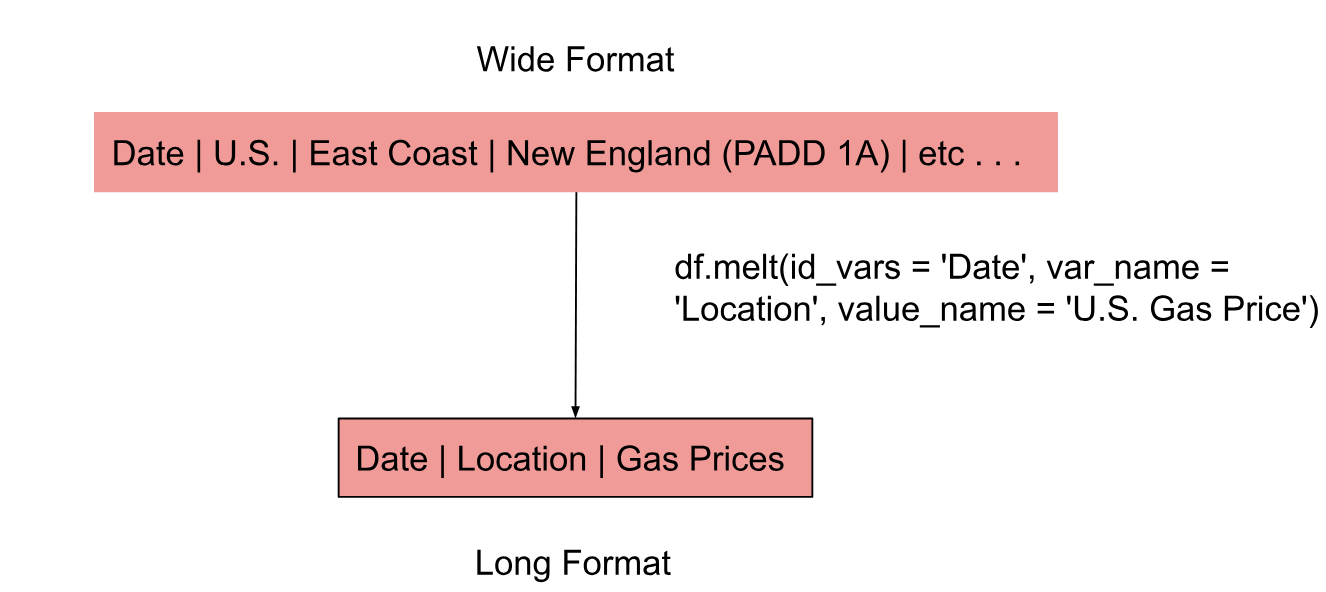 Wide Format
Date | U.S. | East Coast | New England (PADD 1A) | etc . . .
df.melt(id_vars = 'Date', var_name =
'Location', value_name = 'U.S. Gas Price')
Date | Location | Gas Prices
Long Format